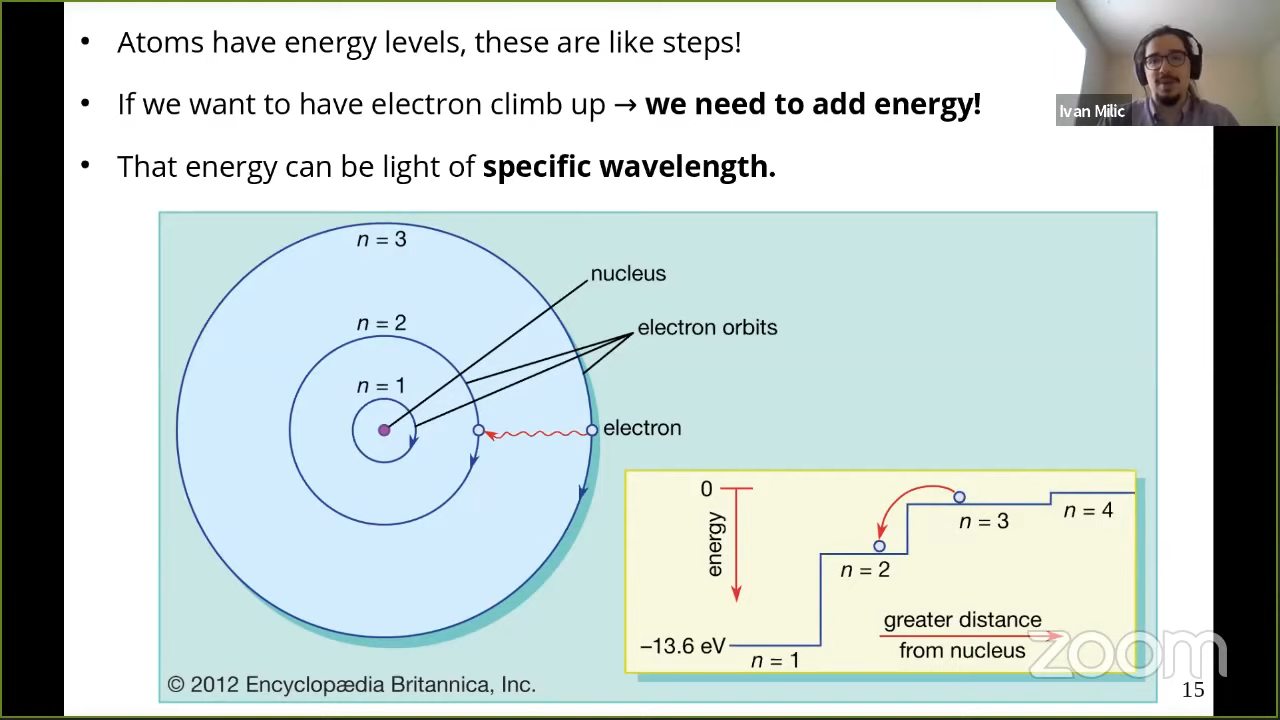 • Atoms have energy levels, these are like steps!
• If we want to have electron climb up → we need to add energy!
• That energy can be light of specific wavelength.
Ivan Milic
n = 3
nucleus
n = 2
electron orbits
n = 1
electron
0
energy
n = 3
n = 4
n = 2
greater distance
from nucleus
−13.6 eV
n = 1
© 2012 Encyclopædia Britannica, Inc.
zoom
15